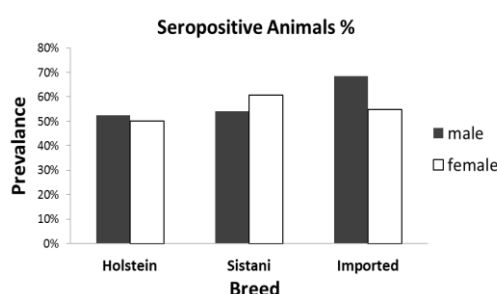 Seropositive Animals %
80%
70%
60%
50%
40%
30%
20%
10%
0%
Prevalance
Holstein Sistani Imported
Breed
male
female